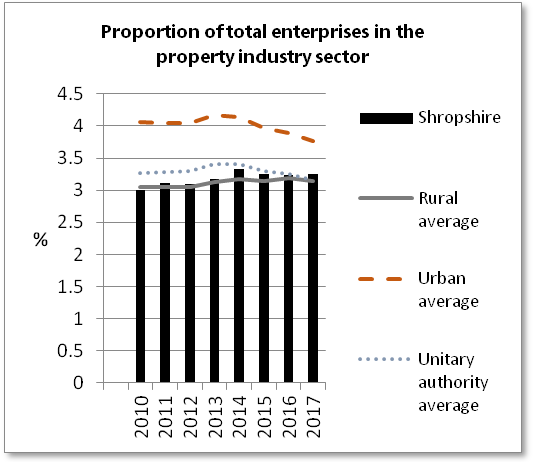 Proportion of total enterprises in the
property industry sector
4.5
4
3.5
3
2.5
2
1.5
1
0.5
0
%
2010
2011
2012
2013
2014
2015
2016
2017
Shropshire
Rural
average
Urban
average
Unitary
authority
average